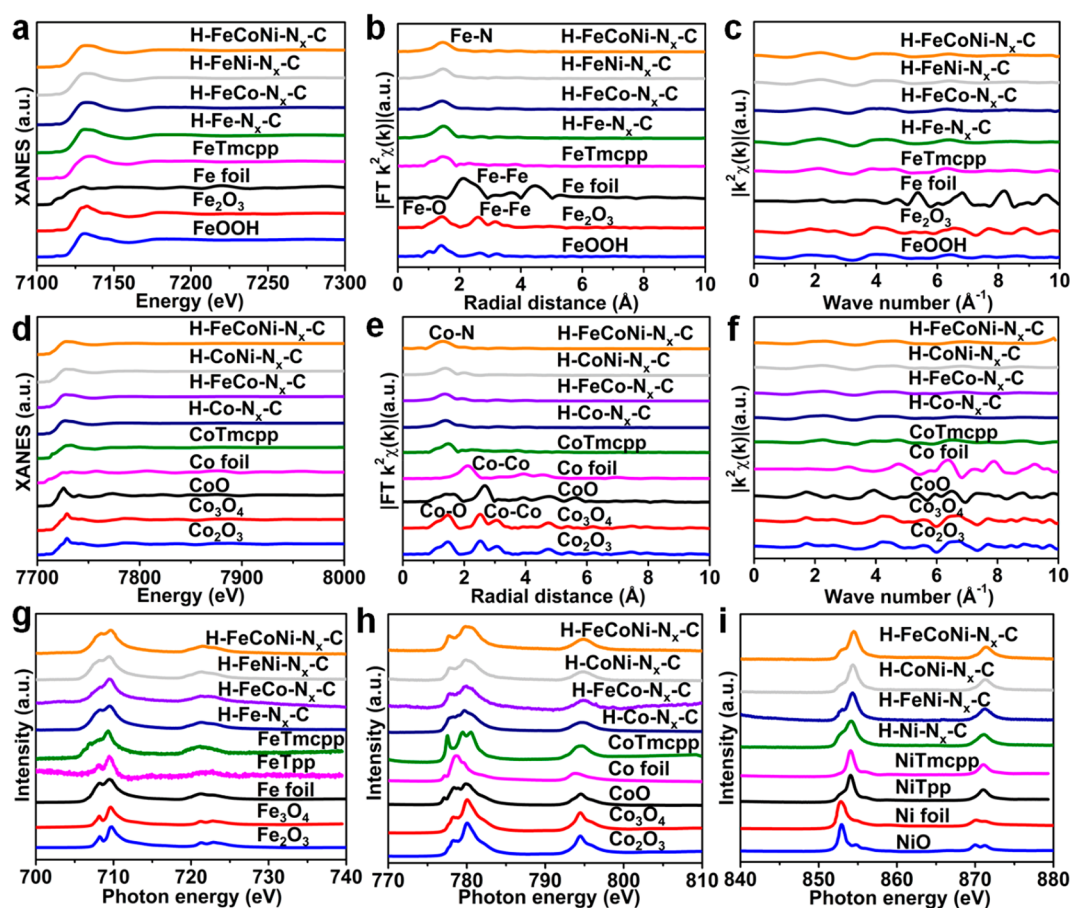 a
XANES (a.u.)
H-FeCoNi-Nₓ-C
H-FeNi-Nₓ-C
H-FeCo-Nₓ-C
H-Fe-Nₓ-C
FeTmcpp
Fe foil
Fe₂O₃
FeOOH
7100 7150 7200 7250 7300
Energy (eV)
b
|FT k²χ(k)|(a.u.)
Fe-N H-FeCoNi-Nₓ-C
H-FeNi-Nₓ-C
H-FeCo-Nₓ-C
H-Fe-Nₓ-C
FeTmcpp
Fe-Fe Fe foil
Fe-O Fe-Fe Fe₂O₃
FeOOH
0 2 4 6 8 10
Radial distance (Å)
c
|k²χ(k)|(a.u.)
H-FeCoNi-Nₓ-C
H-FeNi-Nₓ-C
H-FeCo-Nₓ-C
H-Fe-Nₓ-C
FeTmcpp
Fe foil
Fe₂O₃
FeOOH
0 2 4 6 8 10
Wave number (Å⁻¹)
d
XANES (a.u.)
H-FeCoNi-Nₓ-C
H-CoNi-Nₓ-C
H-FeCo-Nₓ-C
H-Co-Nₓ-C
CoTmcpp
Co foil
CoO
Co₃O₄
Co₂O₃
7700 7800 7900 8000
Energy (eV)
e
|FT k²χ(k)|(a.u.)
Co-N H-FeCoNi-Nₓ-C
H-CoNi-Nₓ-C
H-FeCo-Nₓ-C
H-Co-Nₓ-C
CoTmcpp
Co-Co Co foil
CoO
Co-O Co-Co Co₃O₄
Co₂O₃
0 2 4 6 8 10
Radial distance (Å)
f
|k²χ(k)|(a.u.)
H-FeCoNi-Nₓ-C
H-CoNi-Nₓ-C
H-FeCo-Nₓ-C
H-Co-Nₓ-C
CoTmcpp
Co foil
CoO
Co₃O₄
Co₂O₃
0 2 4 6 8 10
Wave number (Å⁻¹)
g
Intensity (a.u.)
H-FeCoNi-Nₓ-C
H-FeNi-Nₓ-C
H-FeCo-Nₓ-C
H-Fe-Nₓ-C
FeTmcpp
FeTpp
Fe foil
Fe₃O₄
Fe₂O₃
700 710 720 730 740
Photon energy (eV)
h
Intensity (a.u.)
H-FeCoNi-Nₓ-C
H-CoNi-Nₓ-C
H-FeCo-Nₓ-C
H-Co-Nₓ-C
CoTmcpp
Co foil
CoO
Co₃O₄
Co₂O₃
770 780 790 800 810
Photon energy (eV)
i
Intensity (a.u.)
H-FeCoNi-Nₓ-C
H-CoNi-Nₓ-C
H-FeNi-Nₓ-C
H-Ni-Nₓ-C
NiTmcpp
NiTpp
Ni foil
NiO
840 850 860 870 880
Photon energy (eV)